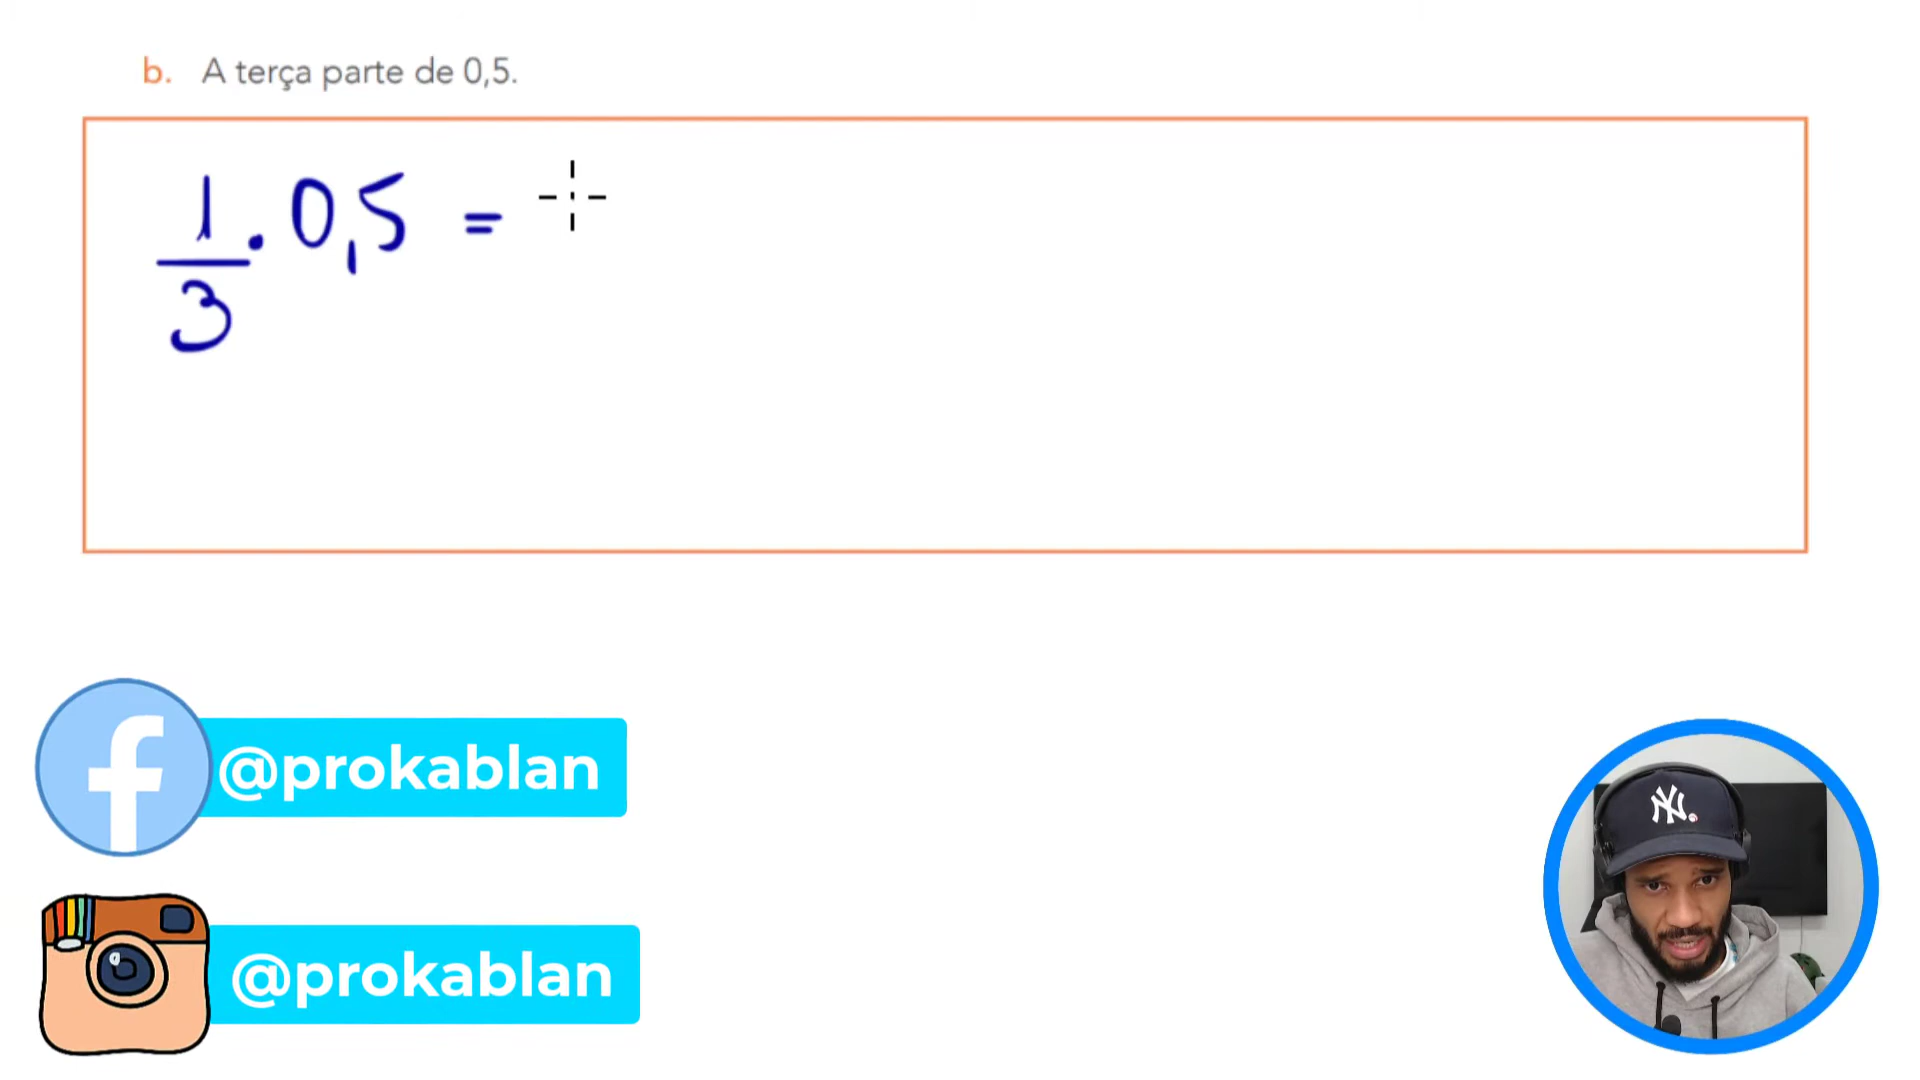 b. A terça parte de 0,5.
1/3 . 0,5 =
@prokablan
@prokablan
NY